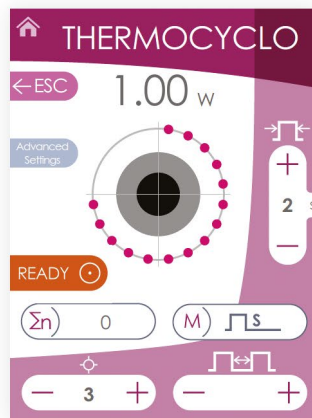 THERMOCYCLO
← ESC
1.00 W
Advanced
Settings
+
2 s
−
READY
Σn) 0
M) S
− 3 +
− +